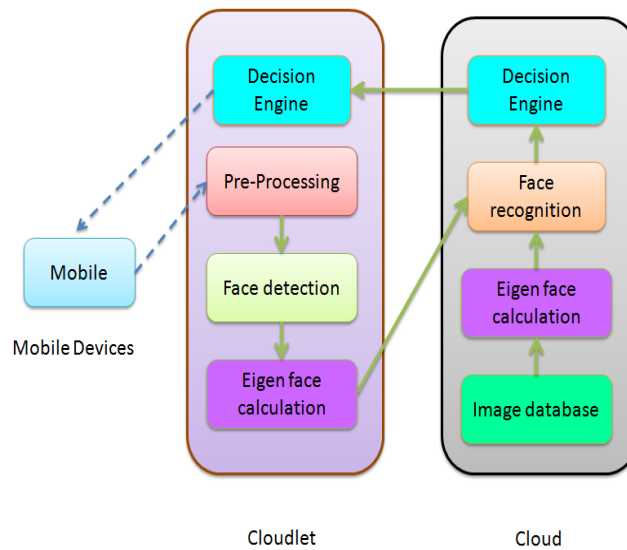 Decision
Engine
Pre-Processing
Face detection
Eigen face
calculation
Mobile
Mobile Devices
Decision
Engine
Face
recognition
Eigen face
calculation
Image database
Cloudlet
Cloud